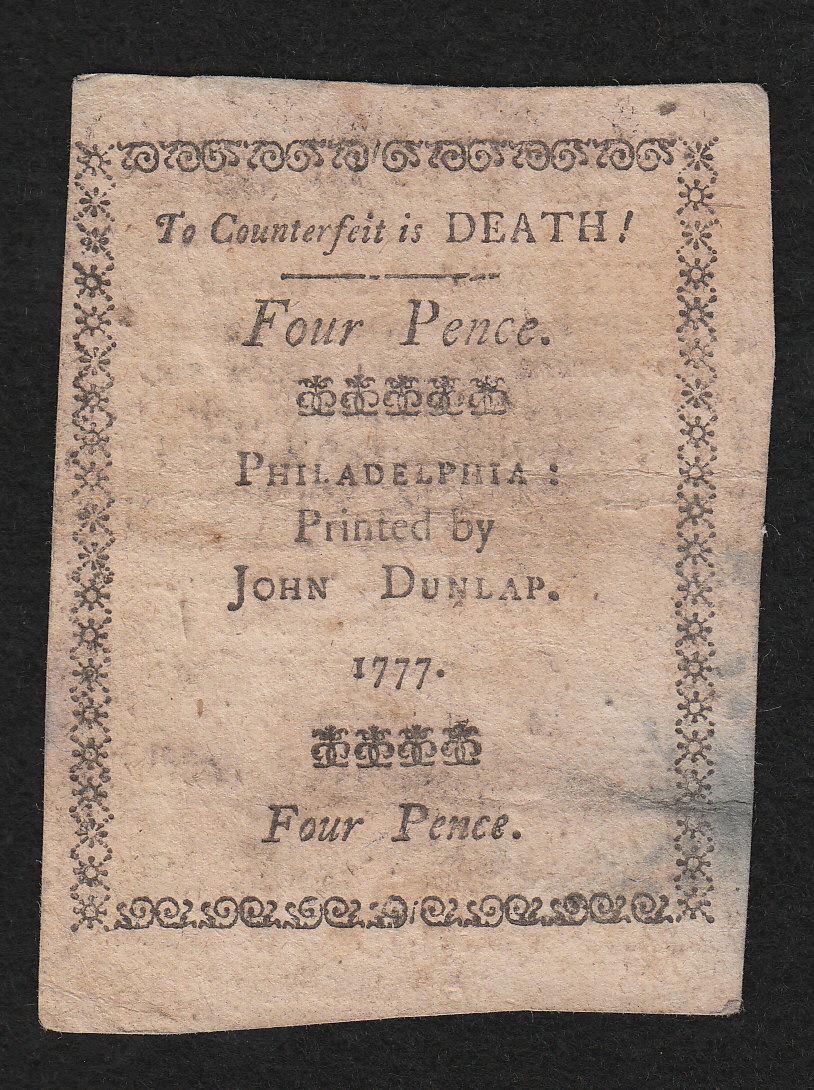 To Counterfeit is DEATH!
Four Pence.
PHILADELPHIA:
Printed by
JOHN DUNLAP.
1777.
Four Pence.